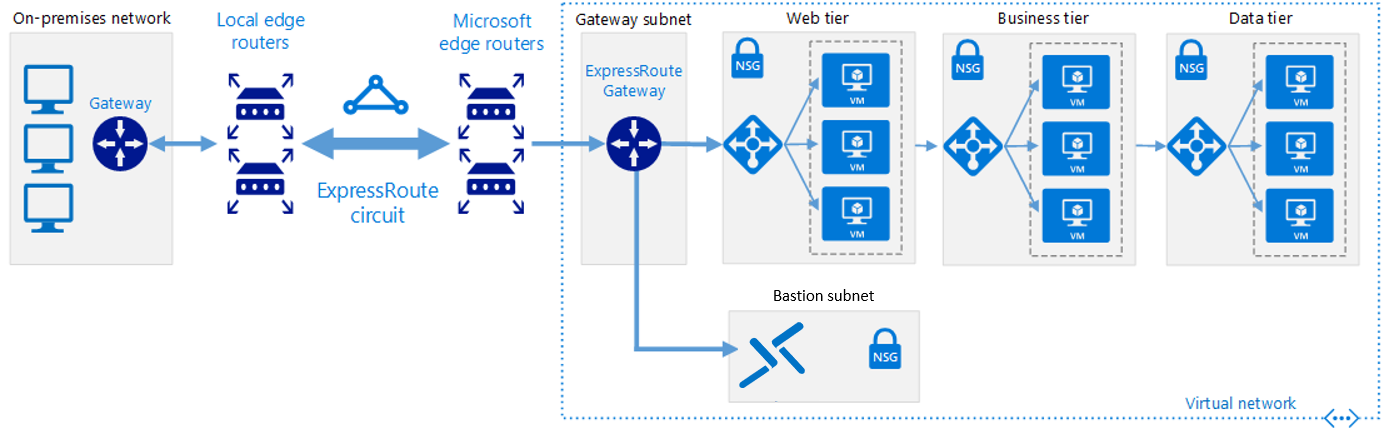 On-premises network
Gateway
Local edge
routers
ExpressRoute
circuit
Microsoft
edge routers
Gateway subnet
ExpressRoute
Gateway
Web tier
NSG
VM
VM
VM
Business tier
NSG
VM
VM
VM
Data tier
NSG
VM
VM
VM
Bastion subnet
NSG
Virtual network